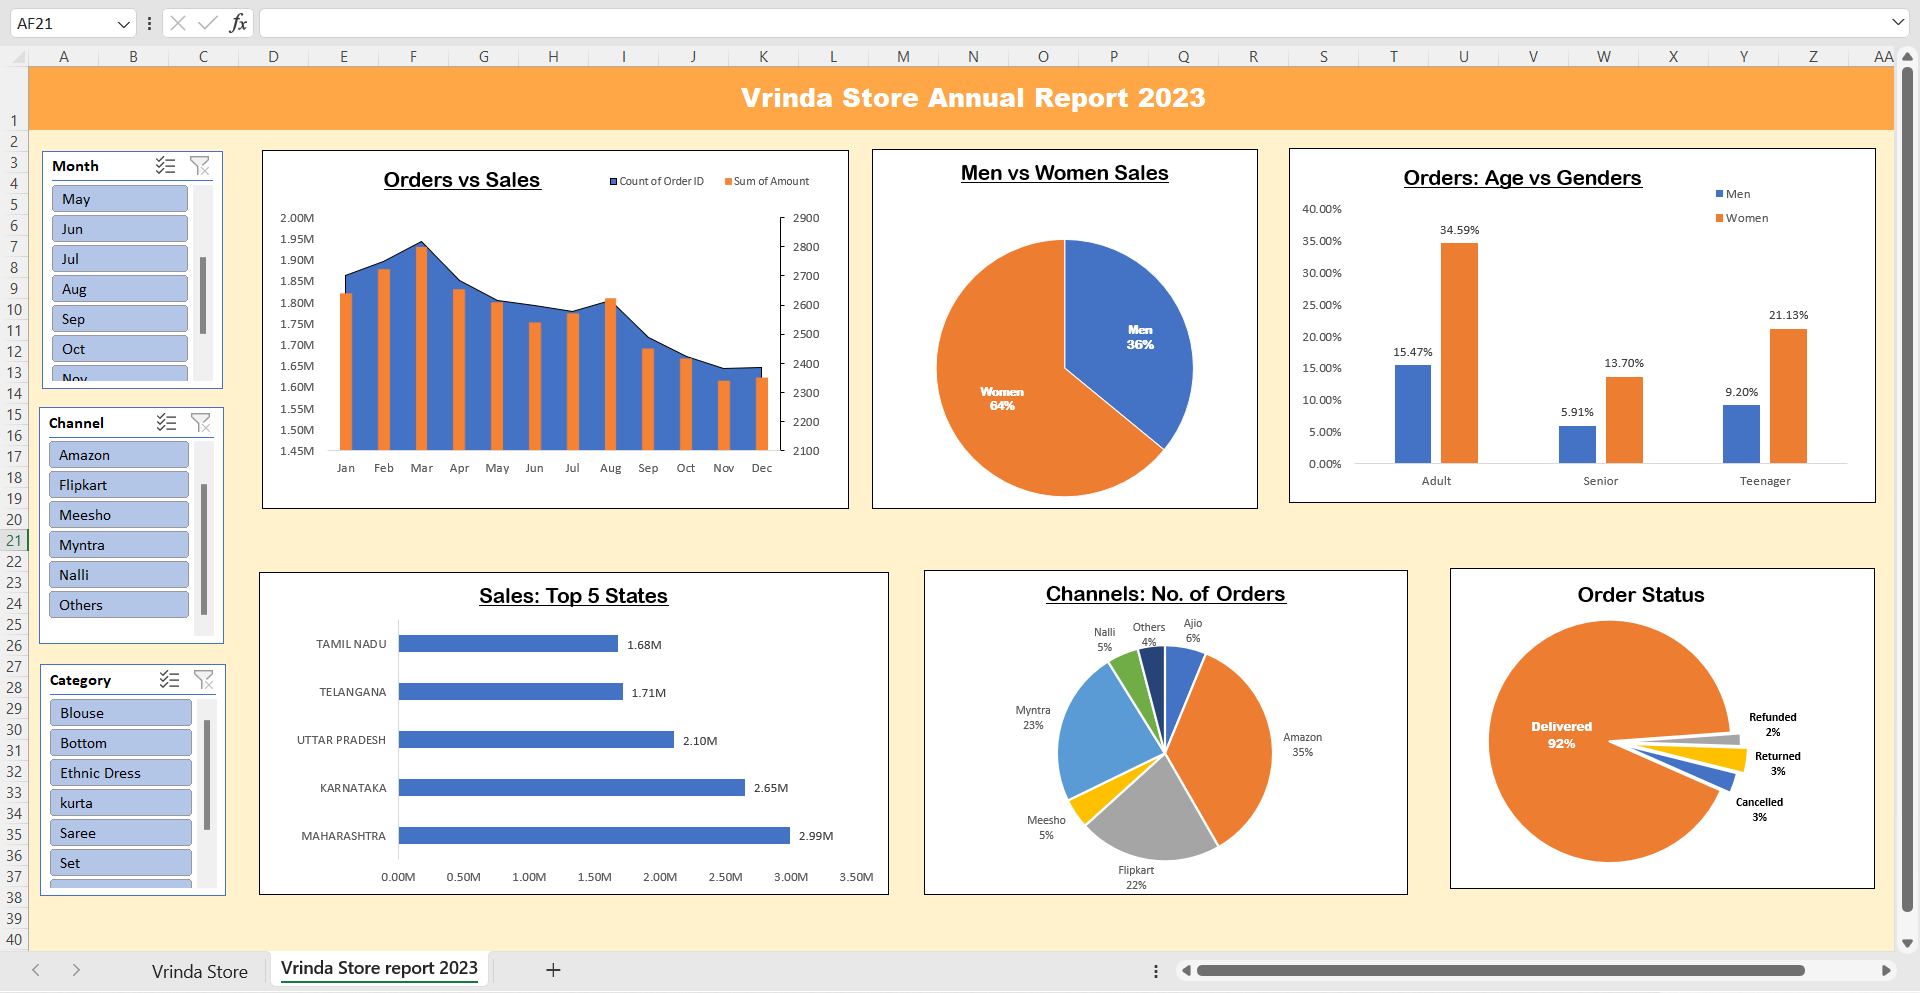 AF21
fx
A B C D E F G H I J K L M N O P Q R S T U V W X Y Z AA
1
2
3
4
5
6
7
8
9
10
11
12
13
14
15
16
17
18
19
20
21
22
23
24
25
26
27
28
29
30
31
32
33
34
35
36
37
38
39
40
Vrinda Store Annual Report 2023
Month
May
Jun
Jul
Aug
Sep
Oct
Nov
Channel
Amazon
Flipkart
Meesho
Myntra
Nalli
Others
Category
Blouse
Bottom
Ethnic Dress
kurta
Saree
Set
Orders vs Sales
Count of Order ID
Sum of Amount
2.00M
1.95M
1.90M
1.85M
1.80M
1.75M
1.70M
1.65M
1.60M
1.55M
1.50M
1.45M
2900
2800
2700
2600
2500
2400
2300
2200
2100
Jan Feb Mar Apr May Jun Jul Aug Sep Oct Nov Dec
Men vs Women Sales
Men
36%
Women
64%
Orders: Age vs Genders
Men
Women
40.00%
35.00%
30.00%
25.00%
20.00%
15.00%
10.00%
5.00%
0.00%
15.47%
34.59%
5.91%
13.70%
9.20%
21.13%
Adult Senior Teenager
Sales: Top 5 States
TAMIL NADU 1.68M
TELANGANA 1.71M
UTTAR PRADESH 2.10M
KARNATAKA 2.65M
MAHARASHTRA 2.99M
0.00M 0.50M 1.00M 1.50M 2.00M 2.50M 3.00M 3.50M
Channels: No. of Orders
Ajio
6%
Amazon
35%
Flipkart
22%
Meesho
5%
Myntra
23%
Nalli
5%
Others
4%
Order Status
Delivered
92%
Refunded
2%
Returned
3%
Cancelled
3%
Vrinda Store
Vrinda Store report 2023